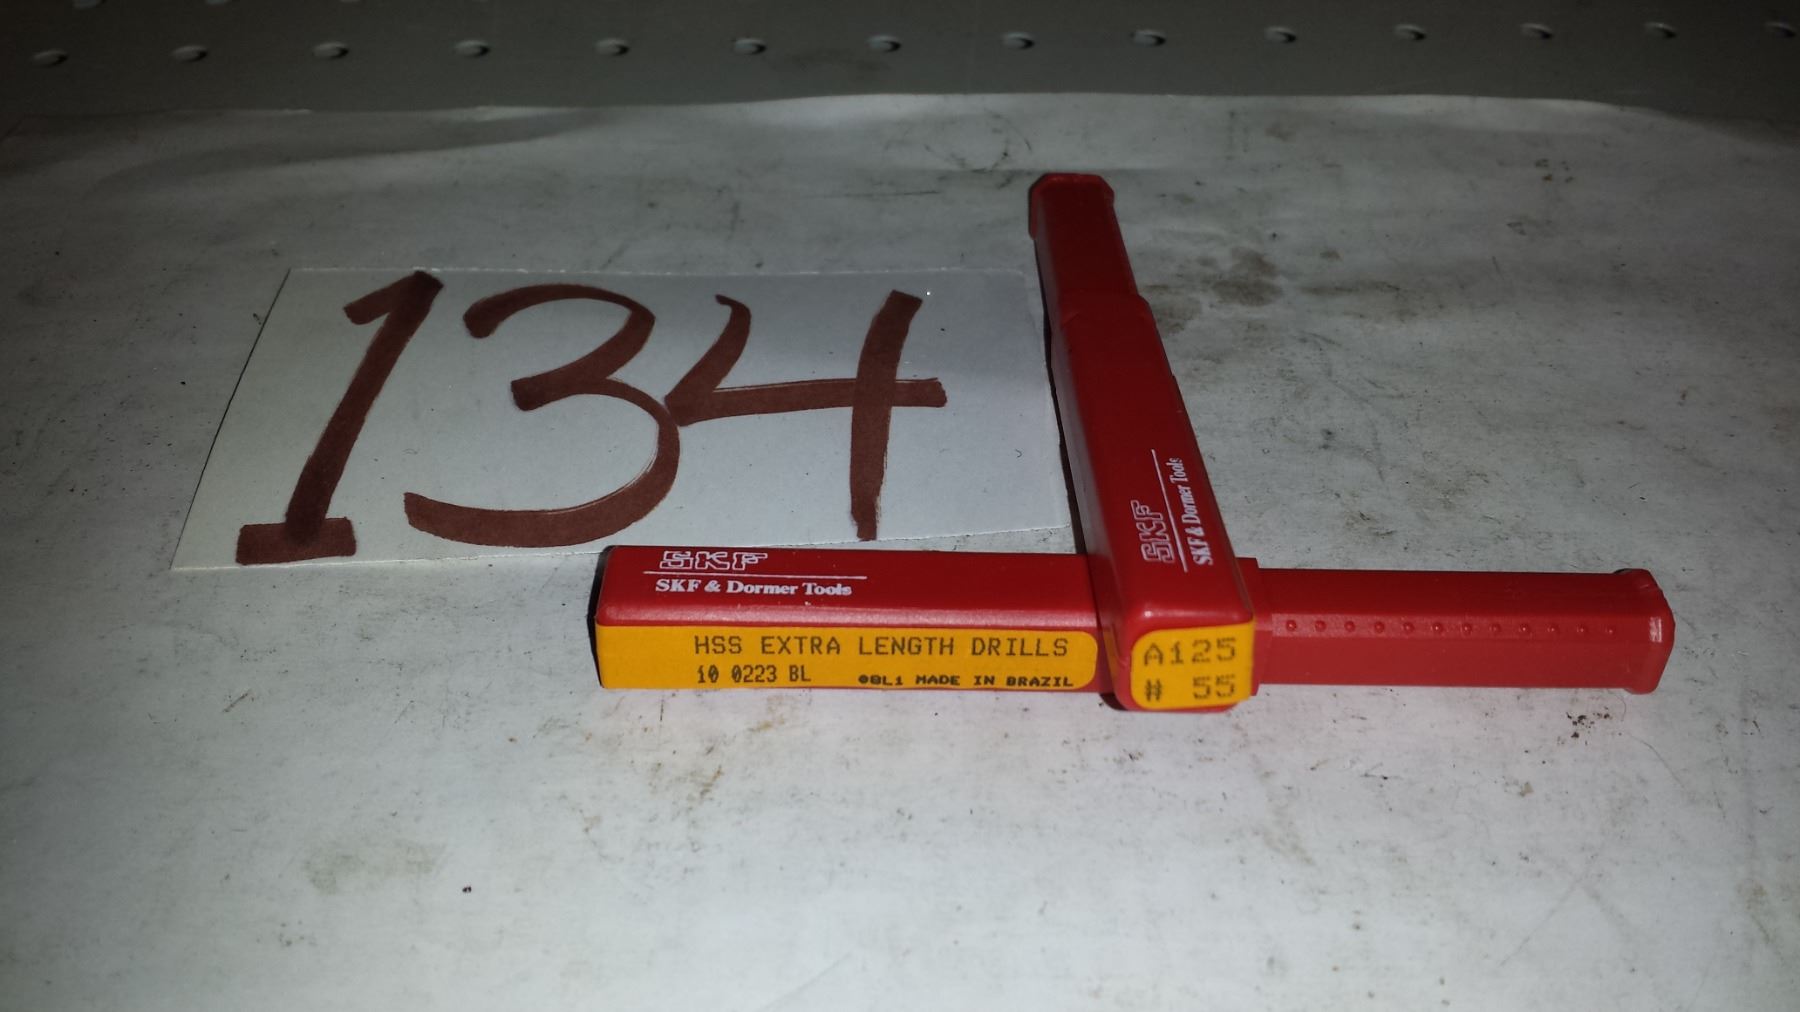 134
SKF
SKF & Dormer Tools
HSS EXTRA LENGTH DRILLS
10 0223 BL
0BL1 MADE IN BRAZIL
SKF
SKF & Dormer Tools
A125
# 55